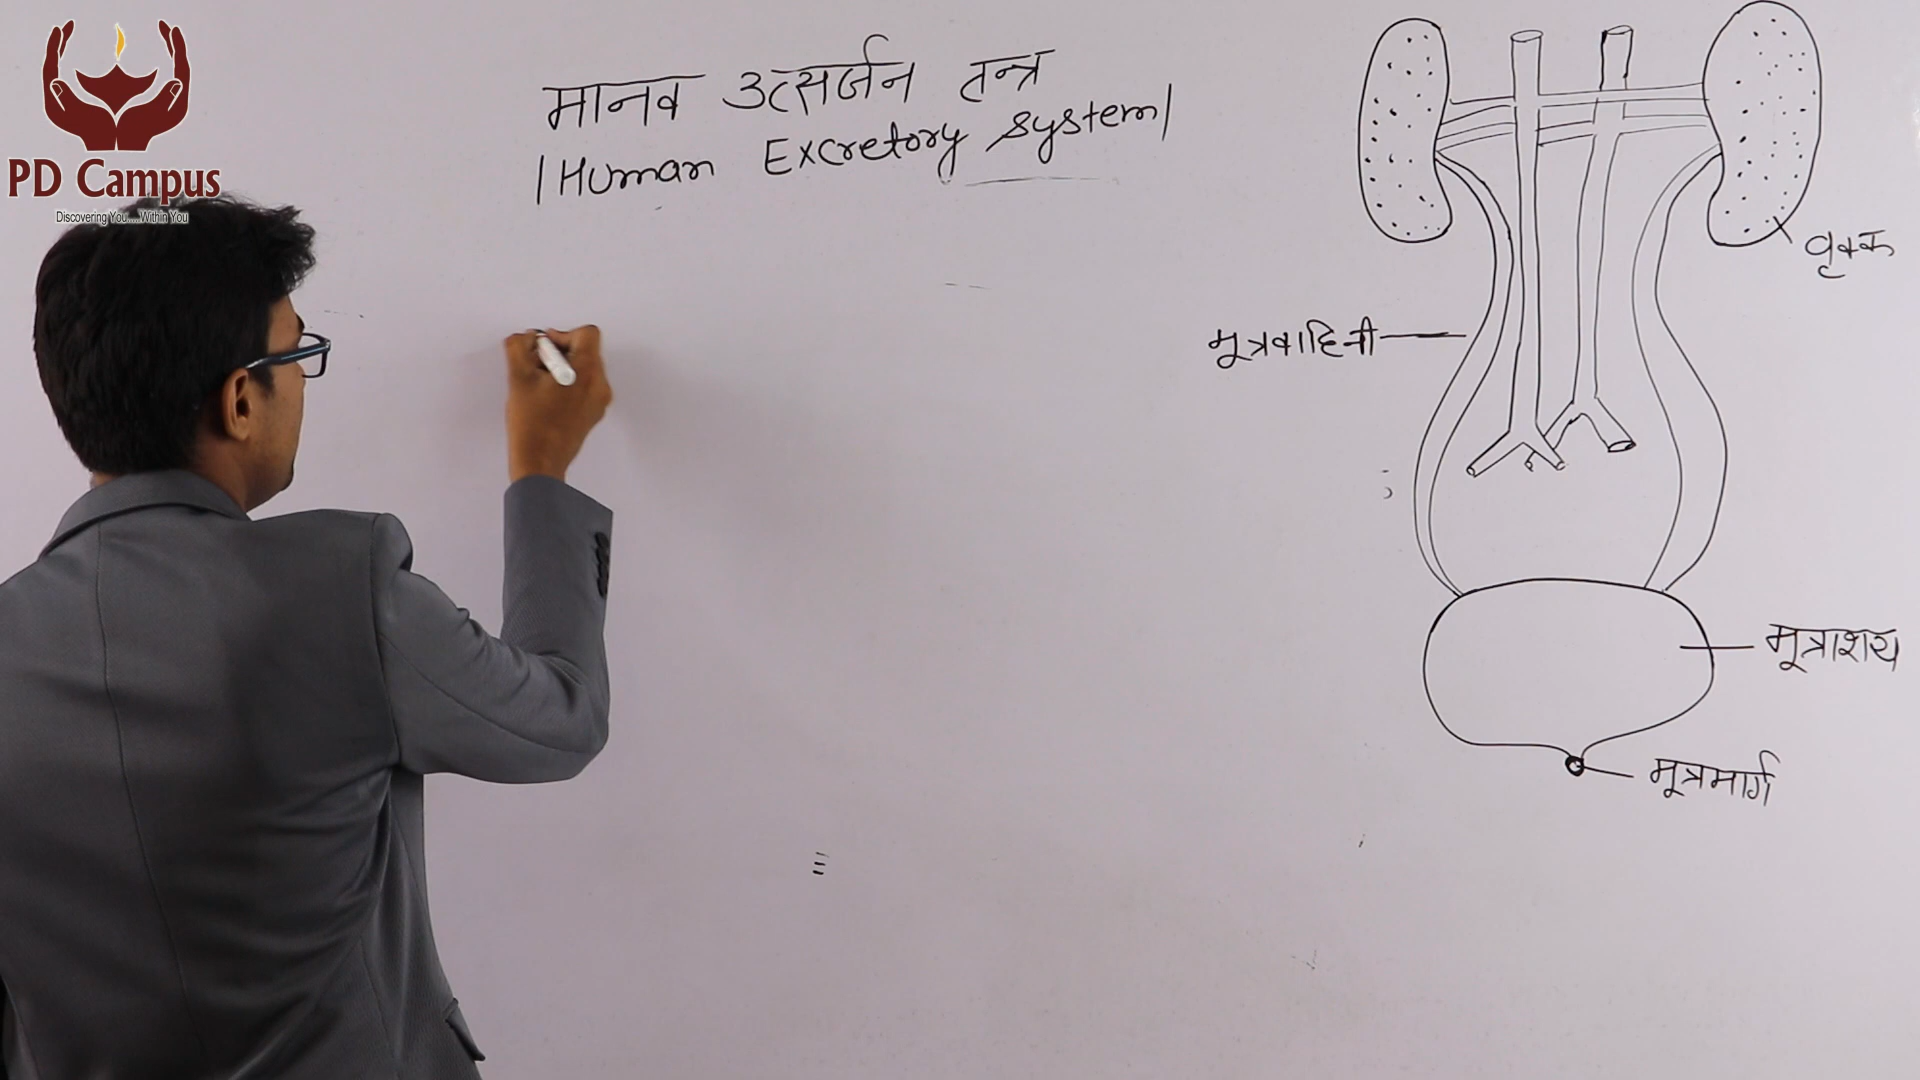 PD Campus
Discovering You.....Within You
मानव उत्सर्जन तन्त्र
|Human Excretory system|
वृक्क
मूत्रवाहिनी
मूत्राशय
मूत्रमार्ग